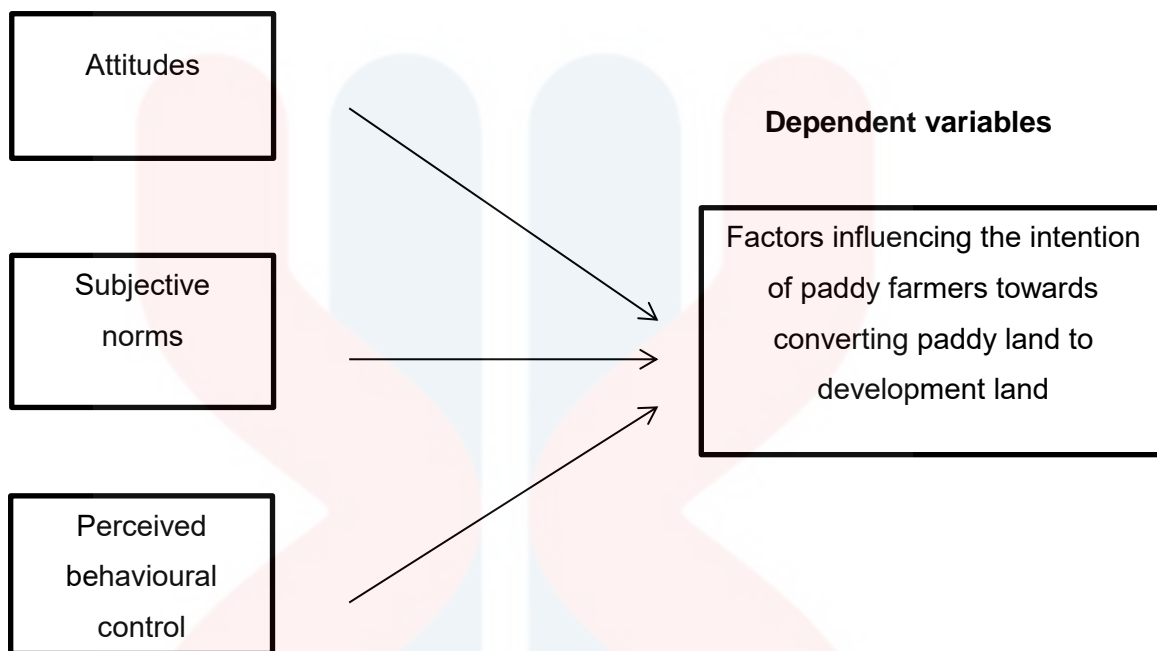 Attitudes
Dependent variables
Subjective
norms
Factors influencing the intention
of paddy farmers towards
converting paddy land to
development land
Perceived
behavioural
control